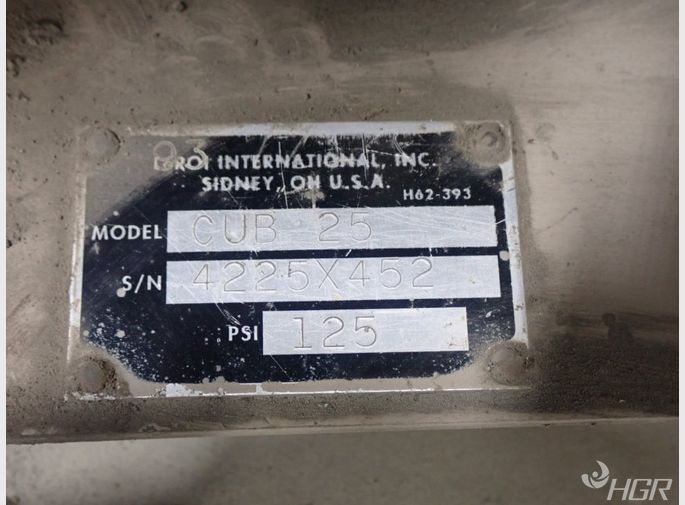 LEROI INTERNATIONAL, INC.
SIDNEY, OH U.S.A.
H62-393
MODEL CUB 25
S/N 4225X452
PSI 125
HGR